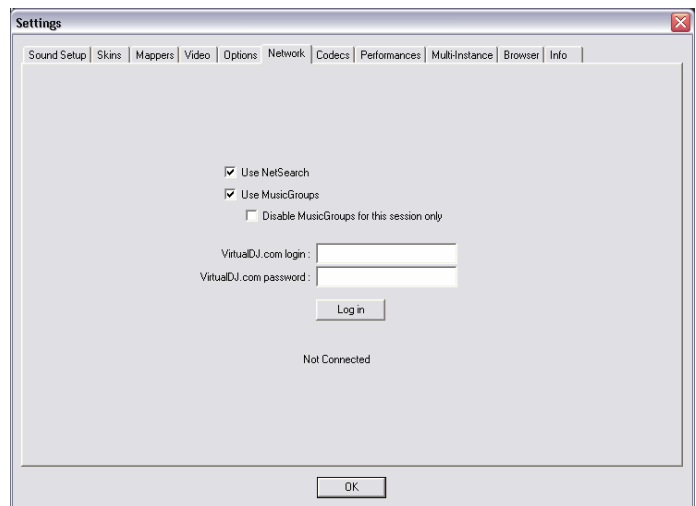 Settings
Sound Setup Skins Mappers Video Options Network Codecs Performances Multi-Instance Browser Info
Use NetSearch
Use MusicGroups
Disable MusicGroups for this session only
VirtualDJ.com login :
VirtualDJ.com password :
Log in
Not Connected
OK